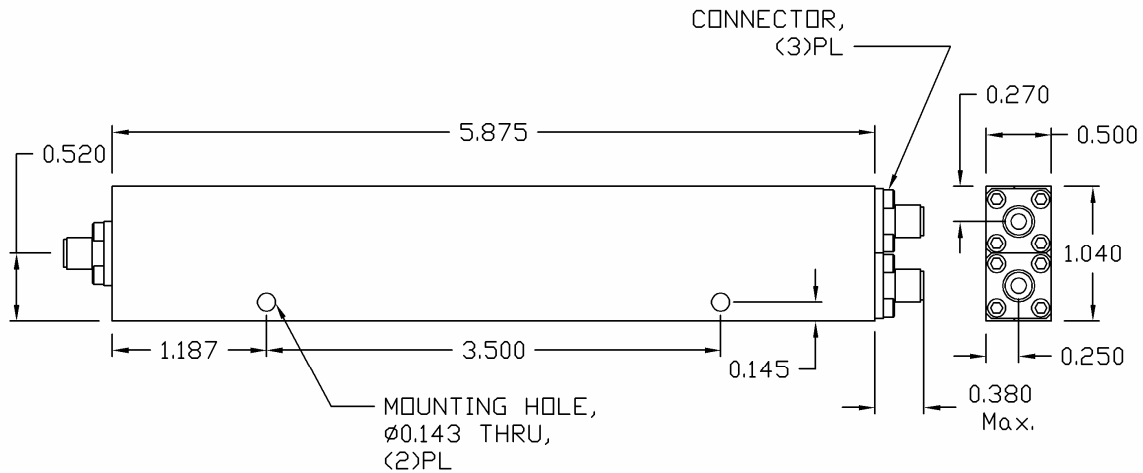 CONNECTOR,
(3)PL
0.270
5.875
0.500
0.520
1.040
1.187
3.500
0.145
0.250
0.380
Max.
MOUNTING HOLE,
Ø0.143 THRU,
(2)PL